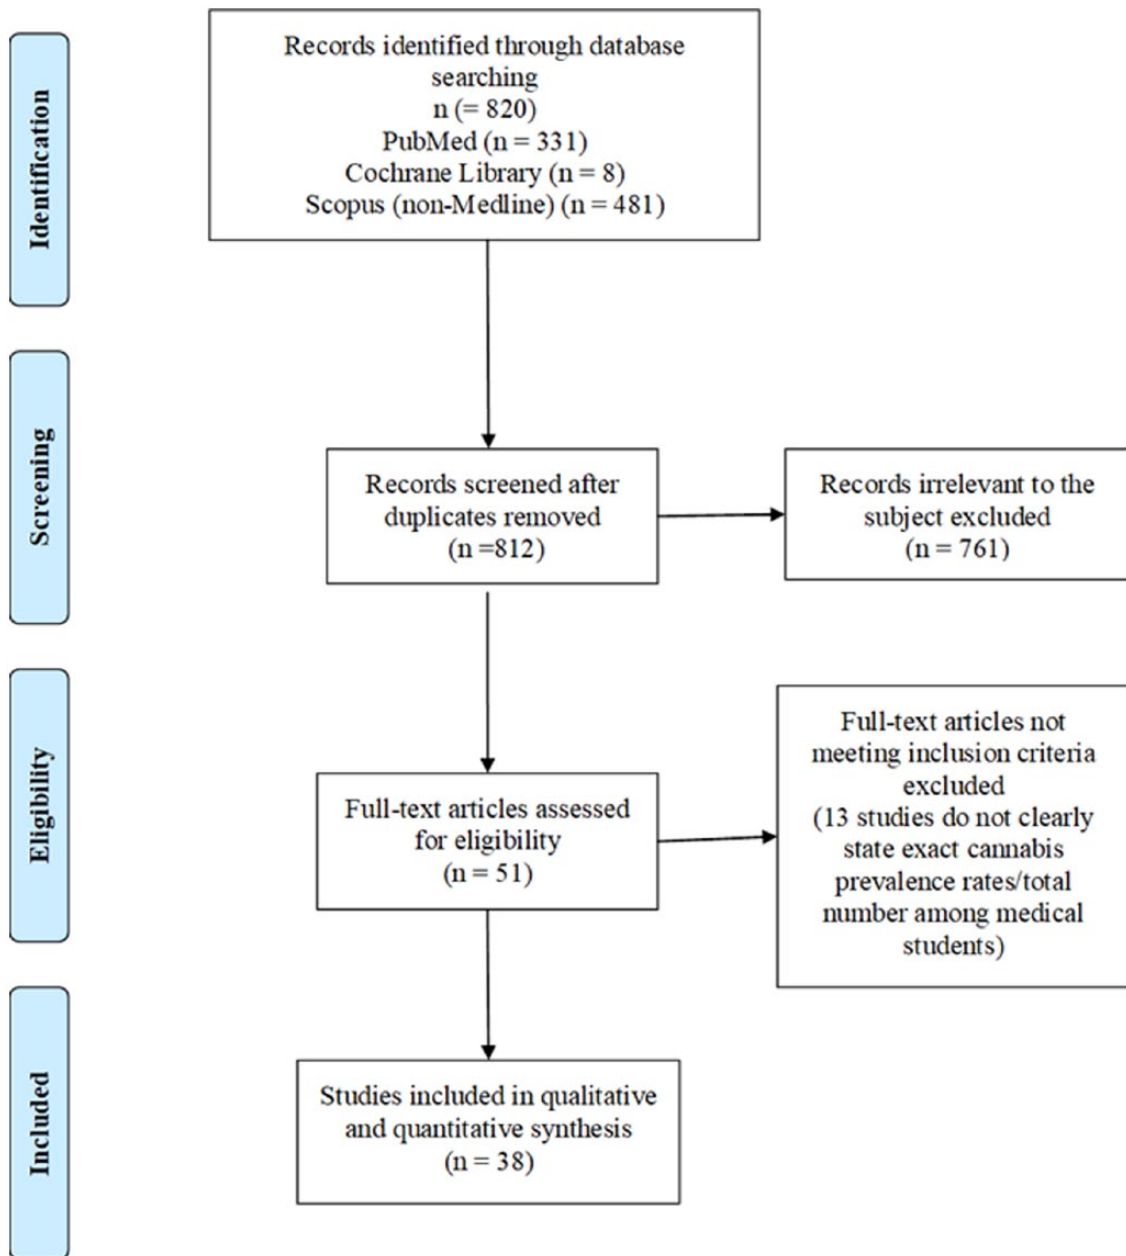 Identification
Records identified through database
searching
n (= 820)
PubMed (n = 331)
Cochrane Library (n = 8)
Scopus (non-Medline) (n = 481)
Screening
Records screened after
duplicates removed
(n =812)
Records irrelevant to the
subject excluded
(n = 761)
Eligibility
Full-text articles assessed
for eligibility
(n = 51)
Full-text articles not
meeting inclusion criteria
excluded
(13 studies do not clearly
state exact cannabis
prevalence rates/total
number among medical
students)
Included
Studies included in qualitative
and quantitative synthesis
(n = 38)